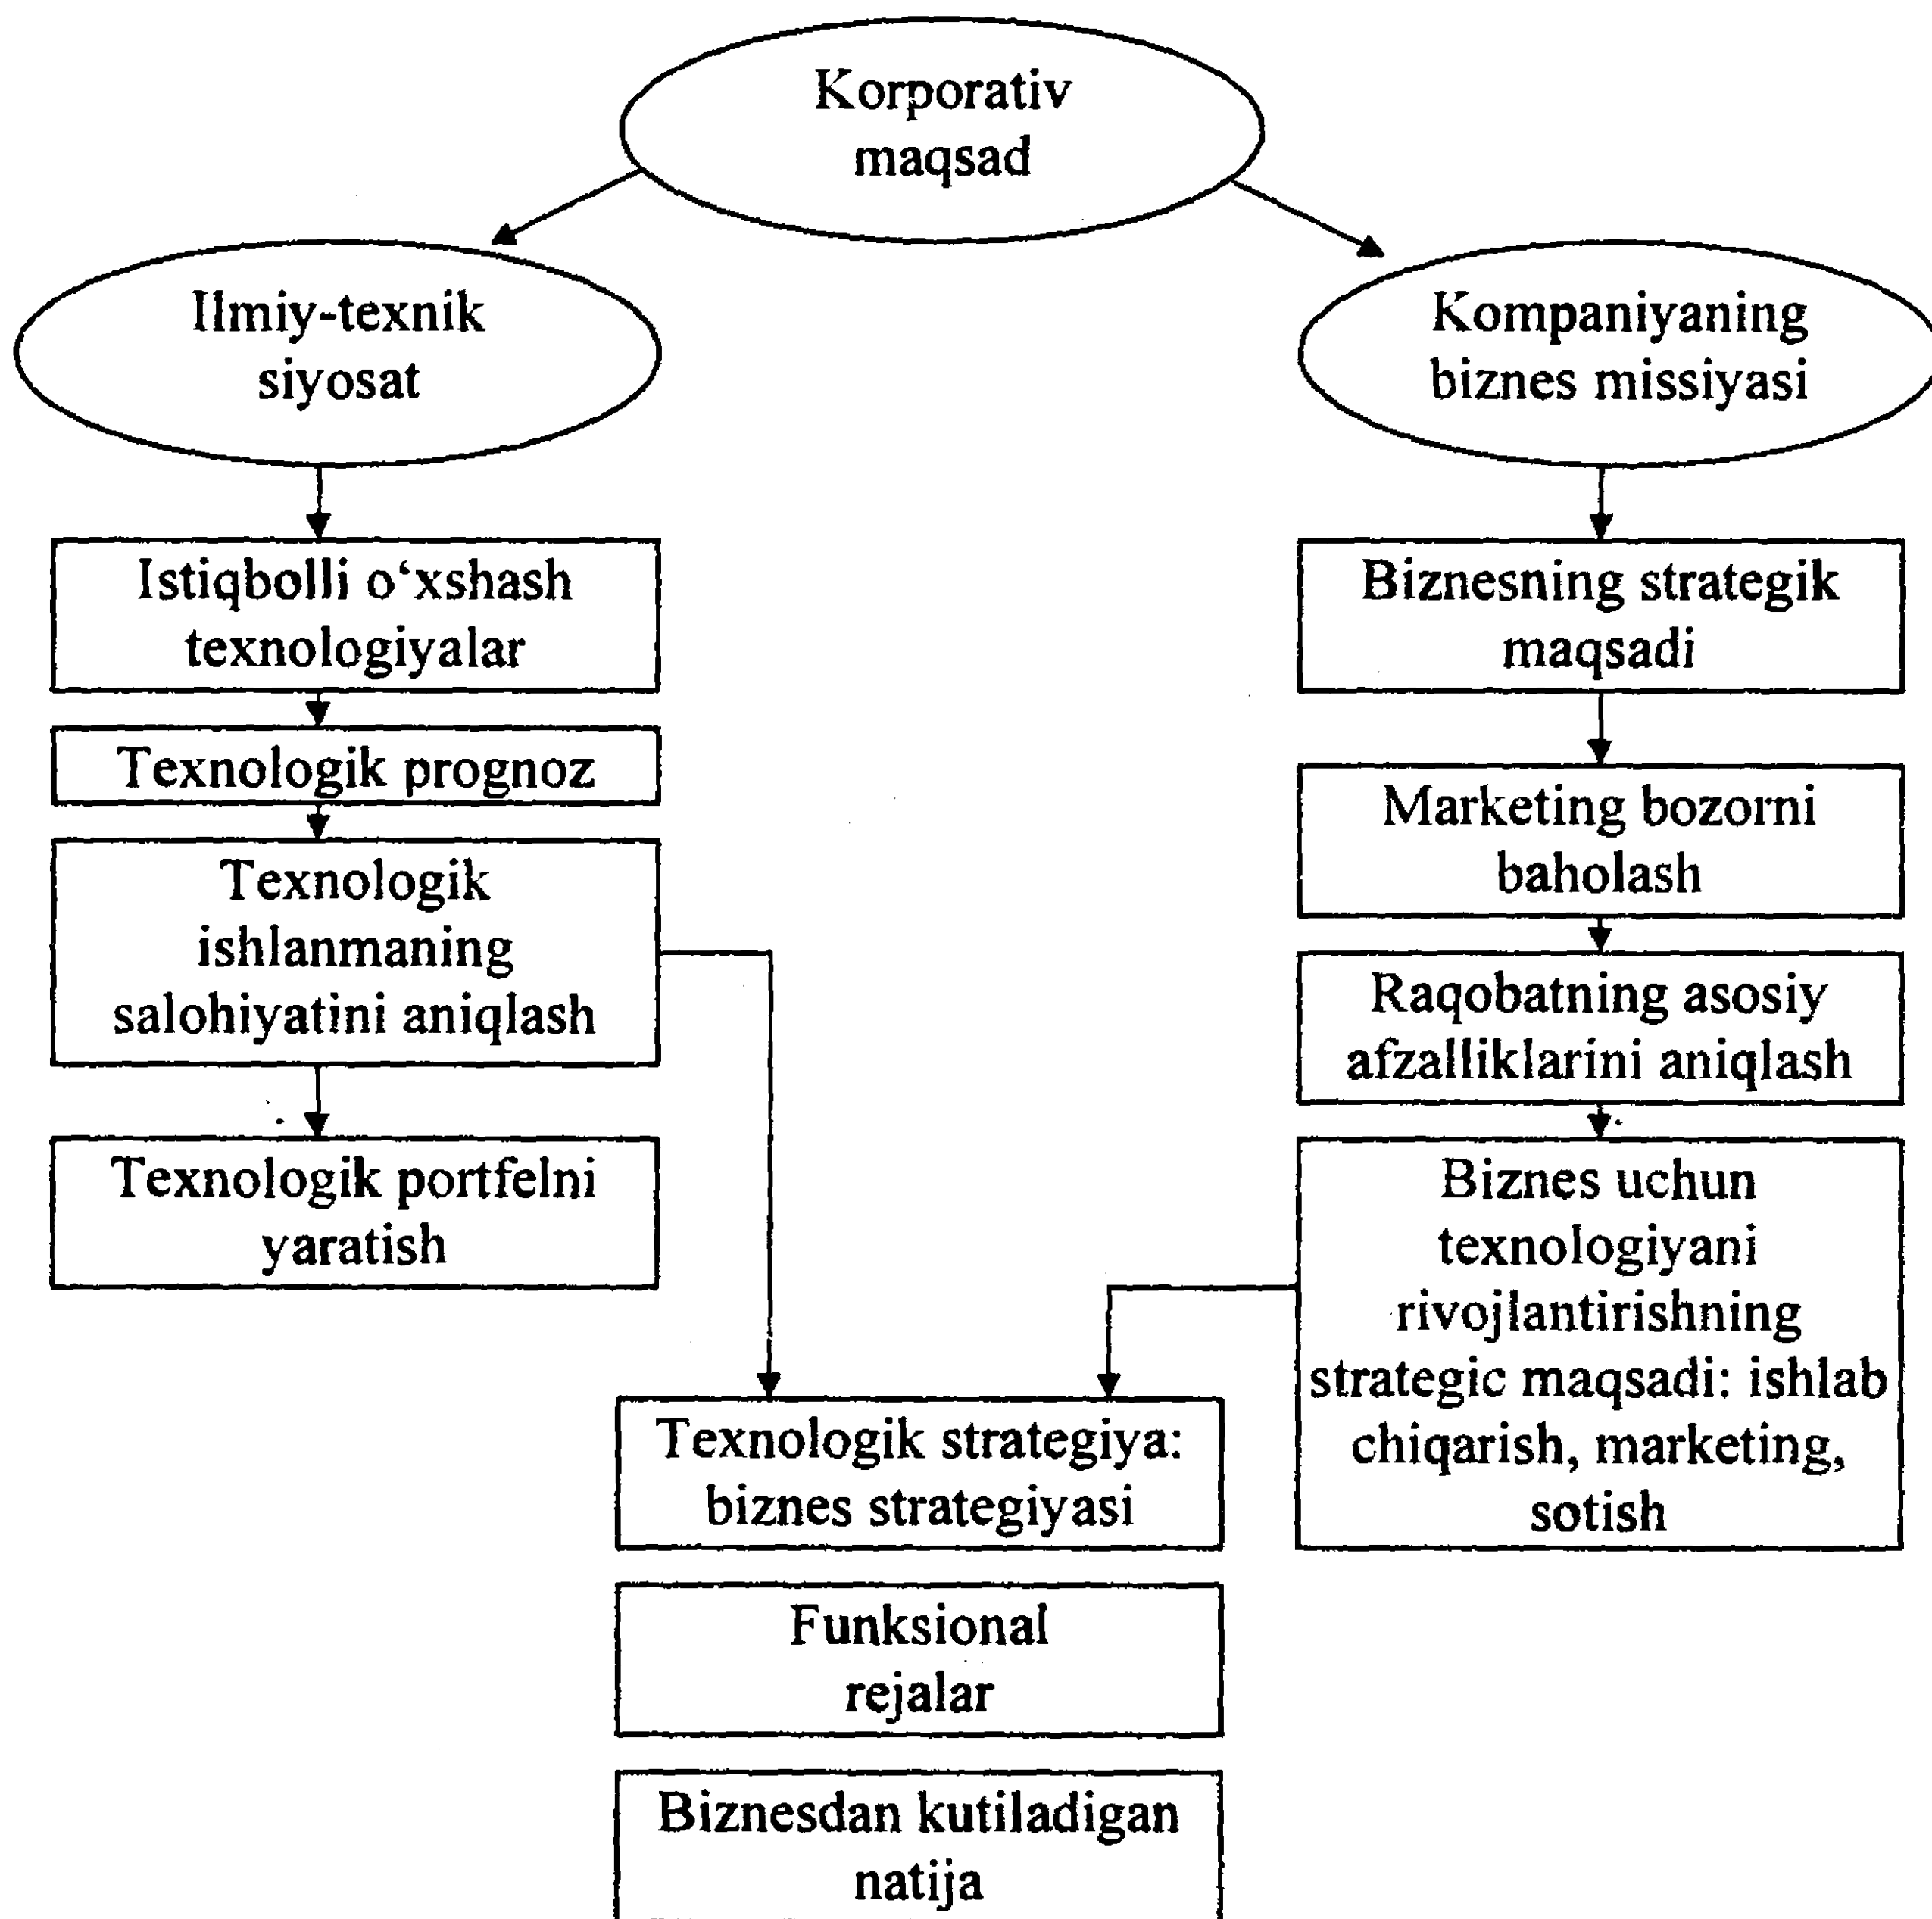 Korporativ
maqsad
Ilmiy-texnik
siyosat
Kompaniyaning
biznes missiyasi
Istiqbolli o‘xshash
texnologiyalar
Texnologik prognoz
Texnologik
ishlanmaning
salohiyatini aniqlash
Texnologik portfelni
yaratish
Biznesning strategik
maqsadi
Marketing bozorni
baholash
Raqobatning asosiy
afzalliklarini aniqlash
Biznes uchun
texnologiyani
rivojlantirishning
strategic maqsadi: ishlab
chiqarish, marketing,
sotish
Texnologik strategiya:
biznes strategiyasi
Funksional
rejalar
Biznesdan kutiladigan
natija